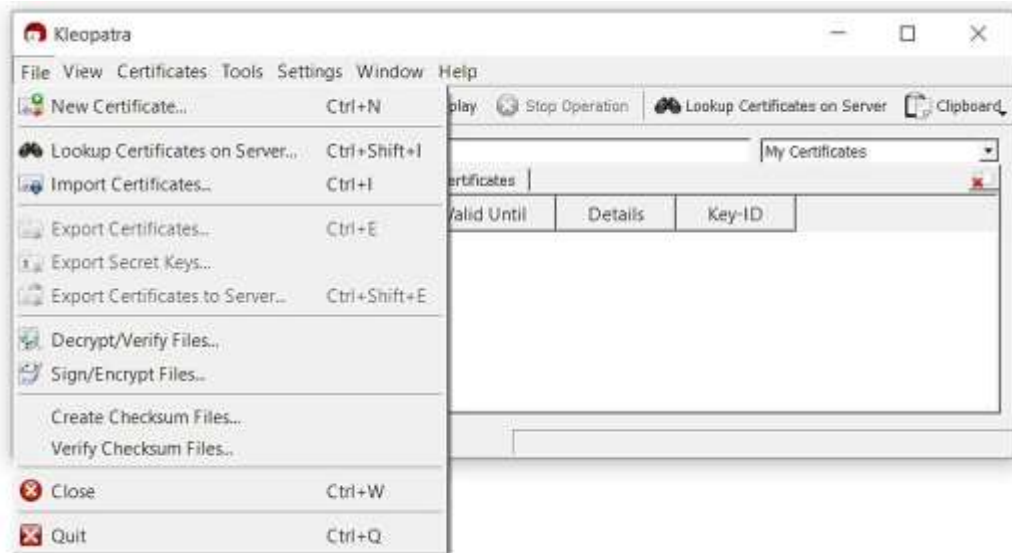 Kleopatra
File View Certificates Tools Settings Window Help
New Certificate... Ctrl+N
Stop Operation Lookup Certificates on Server Clipboard
Lookup Certificates on Server... Ctrl+Shift+I
My Certificates
Import Certificates... Ctrl+I
Valid Until Details Key-ID
Export Certificates... Ctrl+E
Export Secret Keys...
Export Certificates to Server... Ctrl+Shift+E
Decrypt/Verify Files...
Sign/Encrypt Files...
Create Checksum Files...
Verify Checksum Files...
Close Ctrl+W
Quit Ctrl+Q